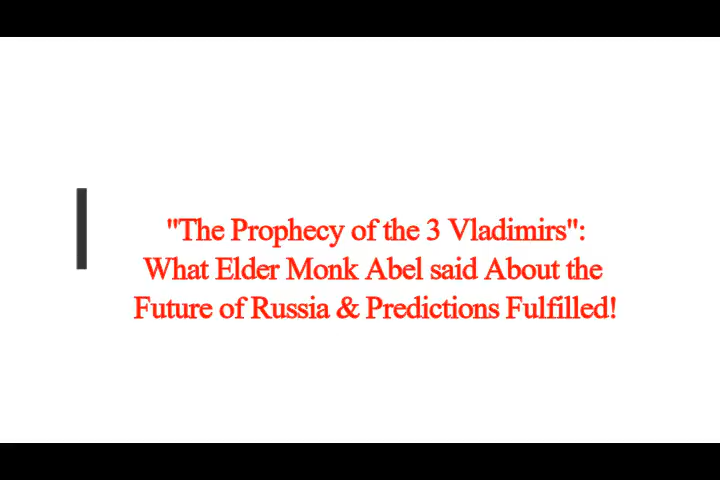 "The Prophecy of the 3 Vladimirs":
What Elder Monk Abel said About the
Future of Russia & Predictions Fulfilled!